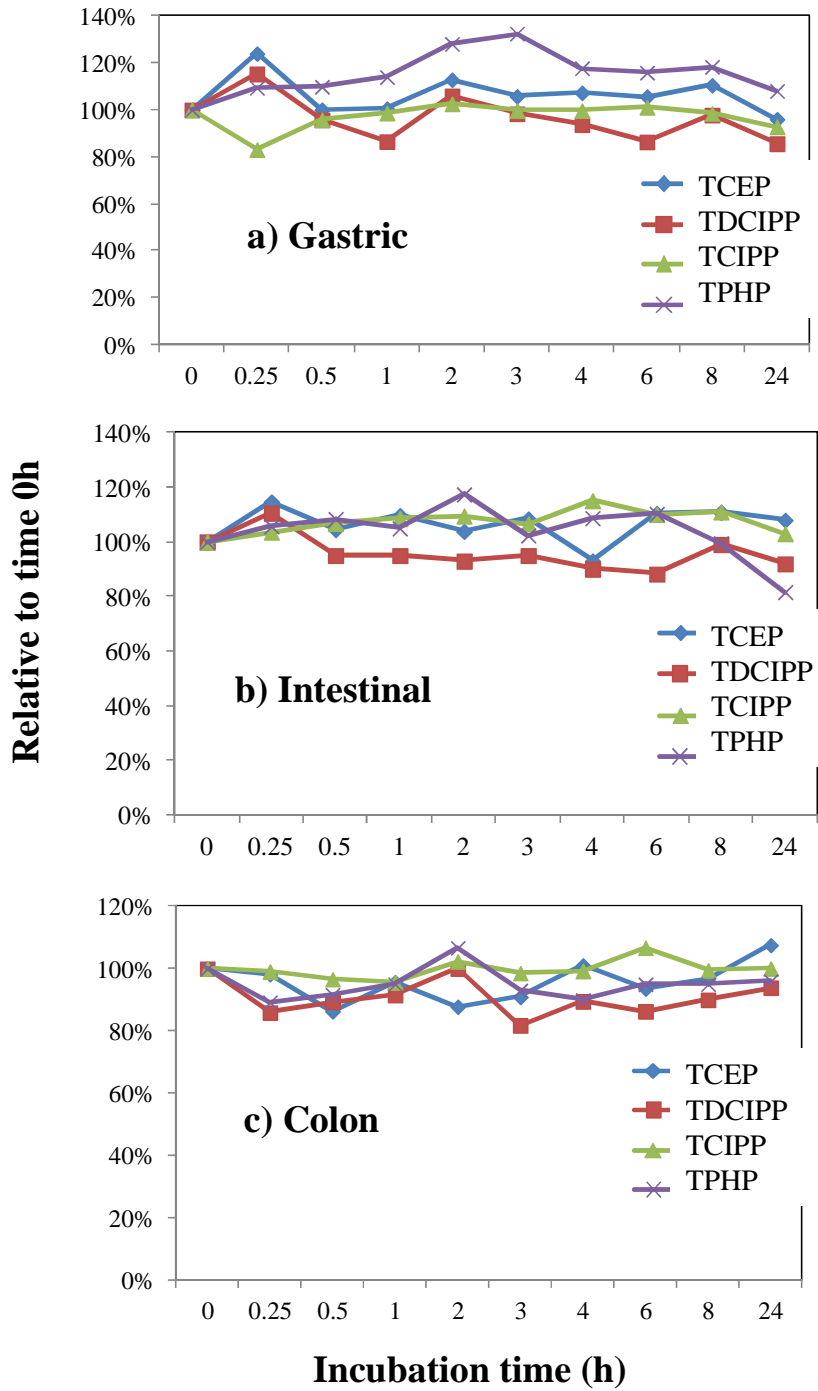 Relative to time 0h
140%
120%
100%
80%
60%
40%
20%
0%
TCEP
TDCIPP
TCIPP
TPHP
a) Gastric
0 0.25 0.5 1 2 3 4 6 8 24
140%
120%
100%
80%
60%
40%
20%
0%
TCEP
TDCIPP
TCIPP
TPHP
b) Intestinal
0 0.25 0.5 1 2 3 4 6 8 24
120%
100%
80%
60%
40%
20%
0%
TCEP
TDCIPP
TCIPP
TPHP
c) Colon
0 0.25 0.5 1 2 3 4 6 8 24
Incubation time (h)